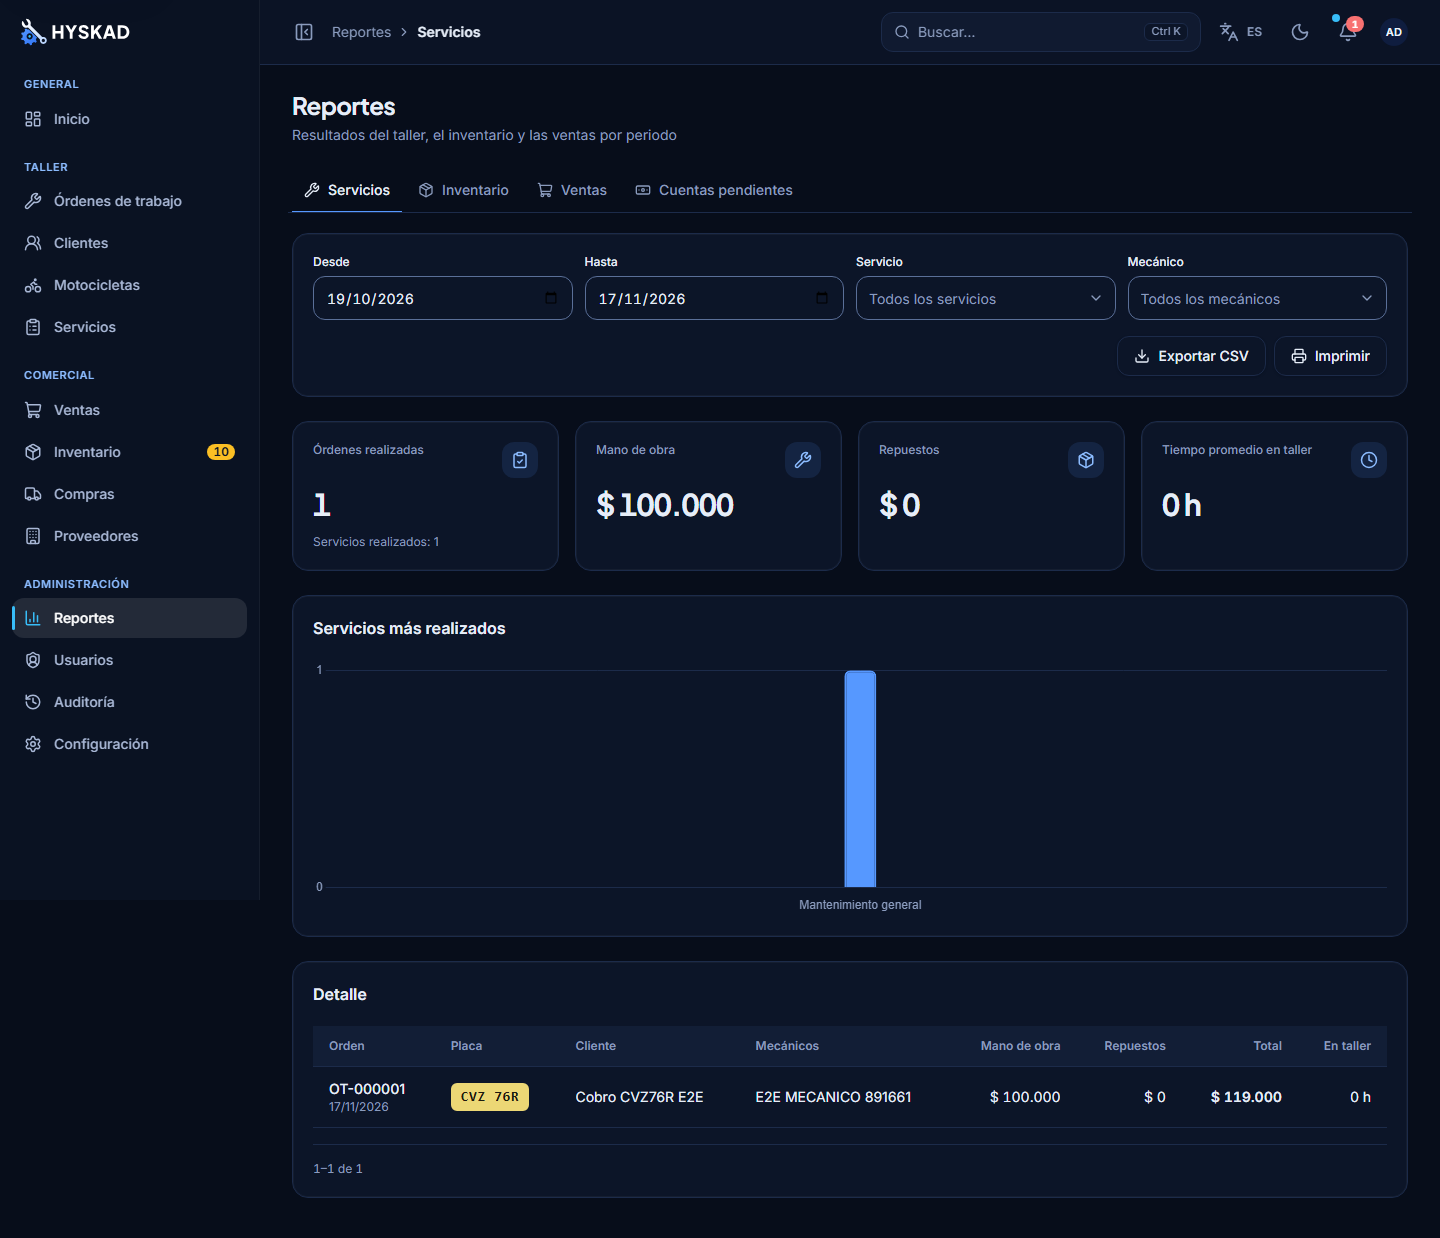 HYSKAD
GENERAL
Inicio
TALLER
Órdenes de trabajo
Clientes
Motocicletas
Servicios
COMERCIAL
Ventas
Inventario 10
Compras
Proveedores
ADMINISTRACIÓN
Reportes
Usuarios
Auditoría
Configuración
Reportes > Servicios
Buscar... Ctrl K
ES
1
AD
Reportes
Resultados del taller, el inventario y las ventas por periodo
Servicios Inventario Ventas Cuentas pendientes
Desde Hasta Servicio Mecánico
19/10/2026 17/11/2026 Todos los servicios Todos los mecánicos
Exportar CSV Imprimir
Órdenes realizadas
1
Servicios realizados: 1
Mano de obra
$ 100.000
Repuestos
$ 0
Tiempo promedio en taller
0 h
Servicios más realizados
1
0
Mantenimiento general
Detalle
Orden Placa Cliente Mecánicos Mano de obra Repuestos Total En taller
OT-000001 CVZ 76R Cobro CVZ76R E2E E2E MECANICO 891661 $ 100.000 $ 0 $ 119.000 0 h
17/11/2026
1–1 de 1